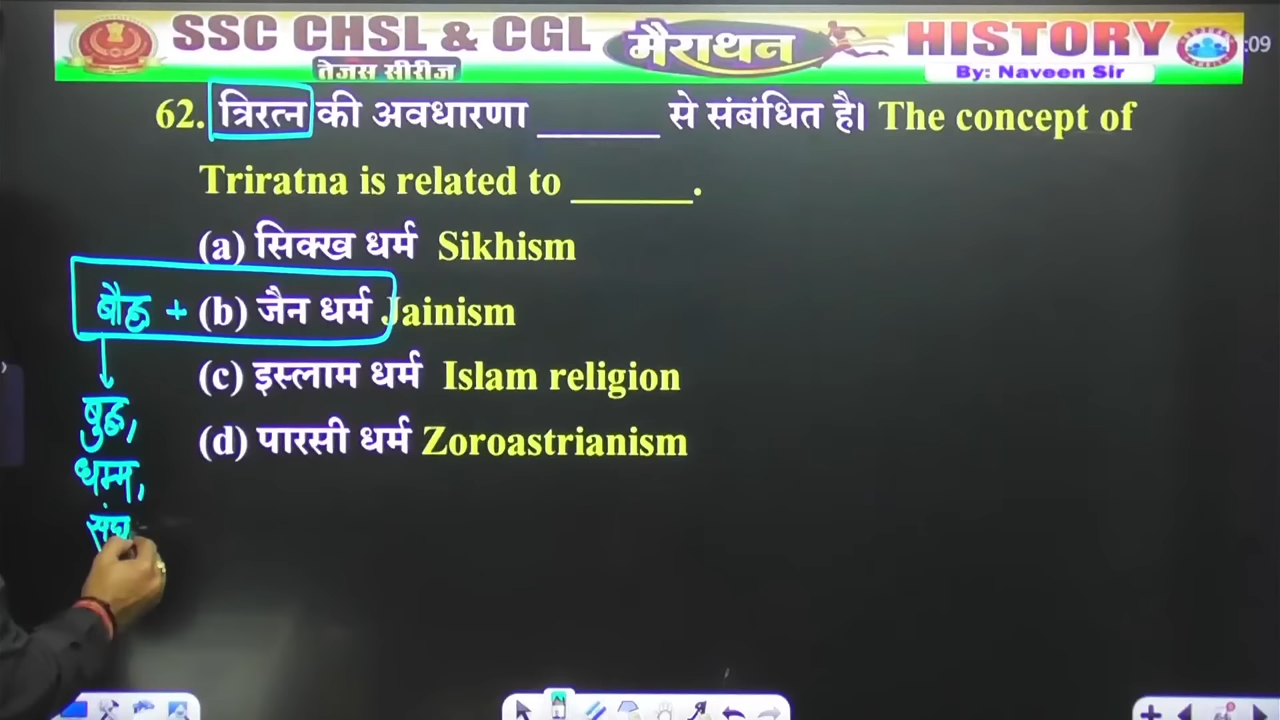 SSC CHSL & CGL मैराथन HISTORY :09
तेजस सीरीज By: Naveen Sir
62. त्रिरत्न की अवधारणा ______ से संबंधित है। The concept of
Triratna is related to ______.
(a) सिक्ख धर्म Sikhism
बौद्ध + (b) जैन धर्म Jainism
(c) इस्लाम धर्म Islam religion
(d) पारसी धर्म Zoroastrianism
बुद्ध,
धम्म,
संघ